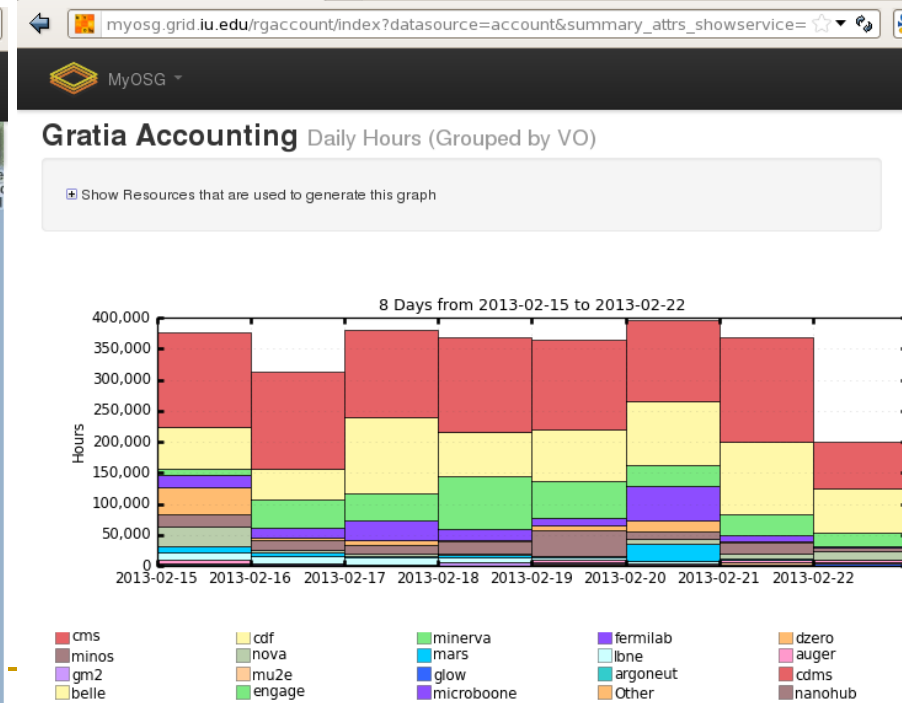 myosg.grid.iu.edu/rgaccount/index?datasource=account&summary_attrs_showservice=
MyOSG
Gratia Accounting Daily Hours (Grouped by VO)
Show Resources that are used to generate this graph
8 Days from 2013-02-15 to 2013-02-22
400,000
350,000
300,000
250,000
200,000
150,000
100,000
50,000
0
Hours
2013-02-15 2013-02-16 2013-02-17 2013-02-18 2013-02-19 2013-02-20 2013-02-21 2013-02-22
cms cdf minerva fermilab dzero
minos nova mars lbne auger
gm2 mu2e glow argoneut cdms
belle engage microboone Other nanohub